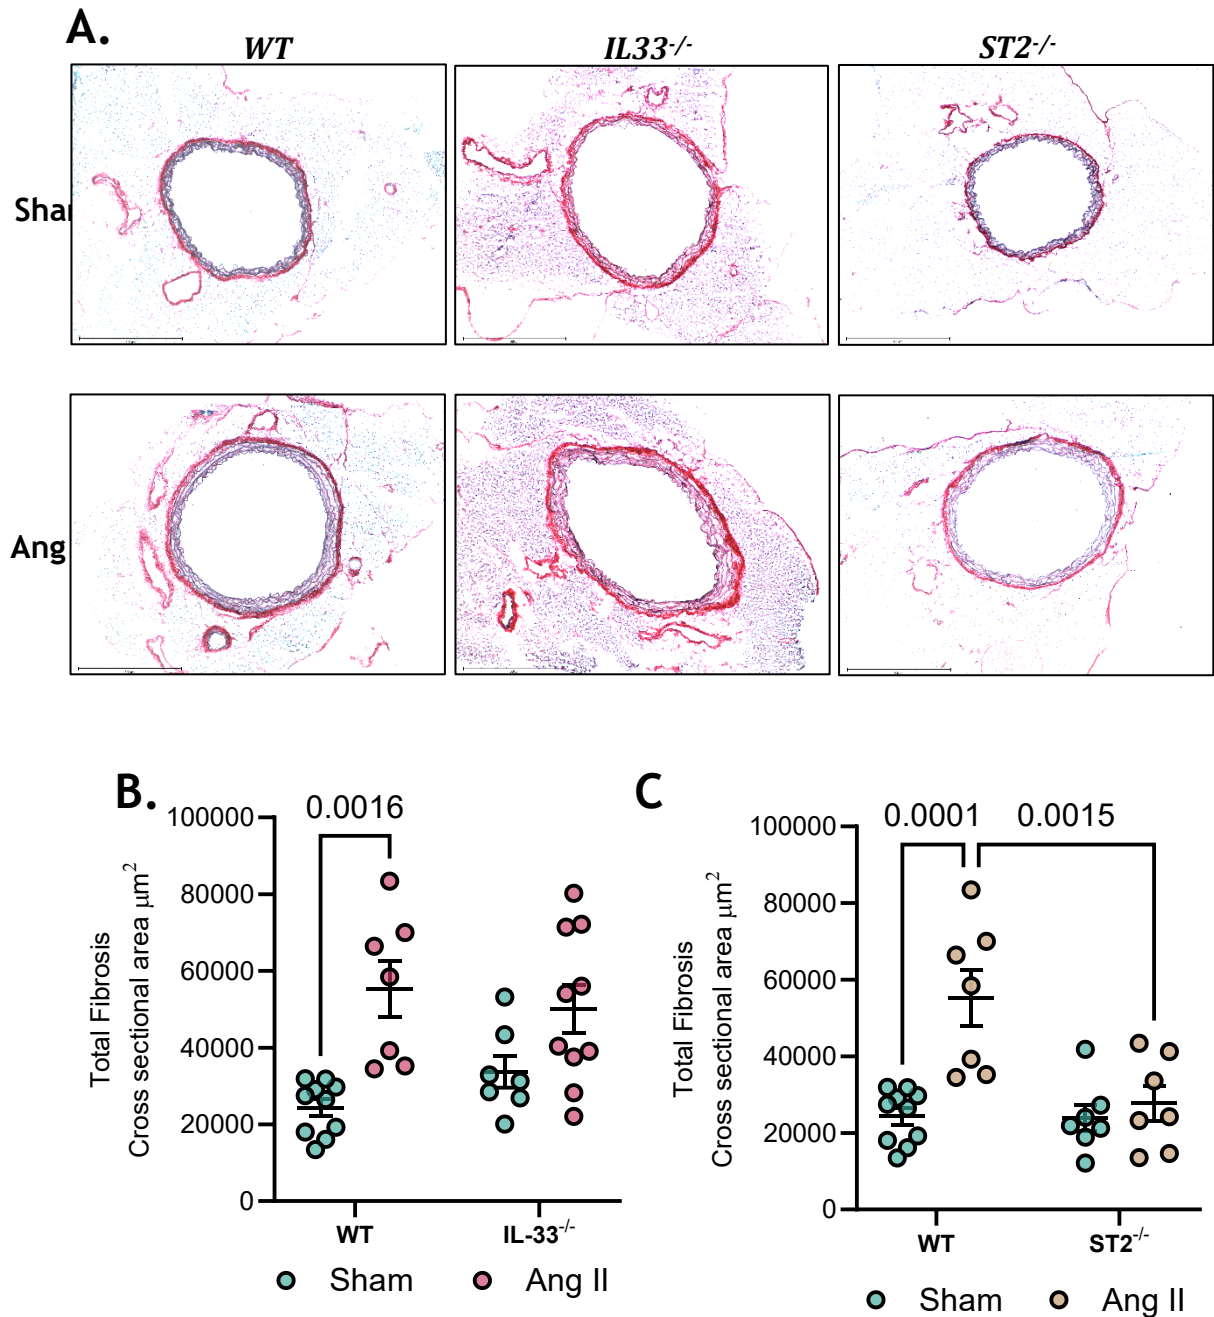 A.
WT IL33-/- ST2-/-
Sha
Ang
B.
0.0016
Total Fibrosis
Cross sectional area μm²
100000
80000
60000
40000
20000
0
WT IL-33-/-
Sham Ang II
C
0.0001 0.0015
Total Fibrosis
Cross sectional area μm²
100000
80000
60000
40000
20000
0
WT ST2-/-
Sham Ang II